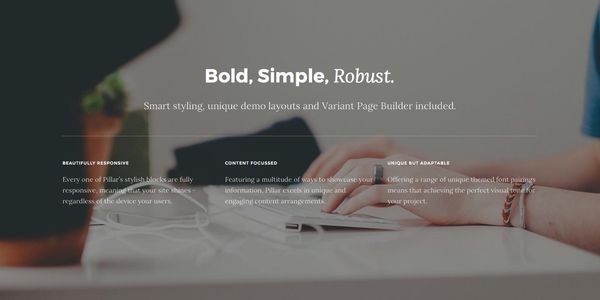 Bold, Simple, Robust.
Smart styling, unique demo layouts and Variant Page Builder included.
BEAUTIFULLY RESPONSIVE
Every one of Pillar's stylish blocks are fully
responsive, meaning that your site shines
regardless of the device your users.
CONTENT FOCUSSED
Featuring a multitude of ways to showcase your
information, Pillar excels in unique and
engaging content arrangements.
UNIQUE BUT ADAPTABLE
Offering a range of unique themed font pairings
means that achieving the perfect visual tone for
your project.